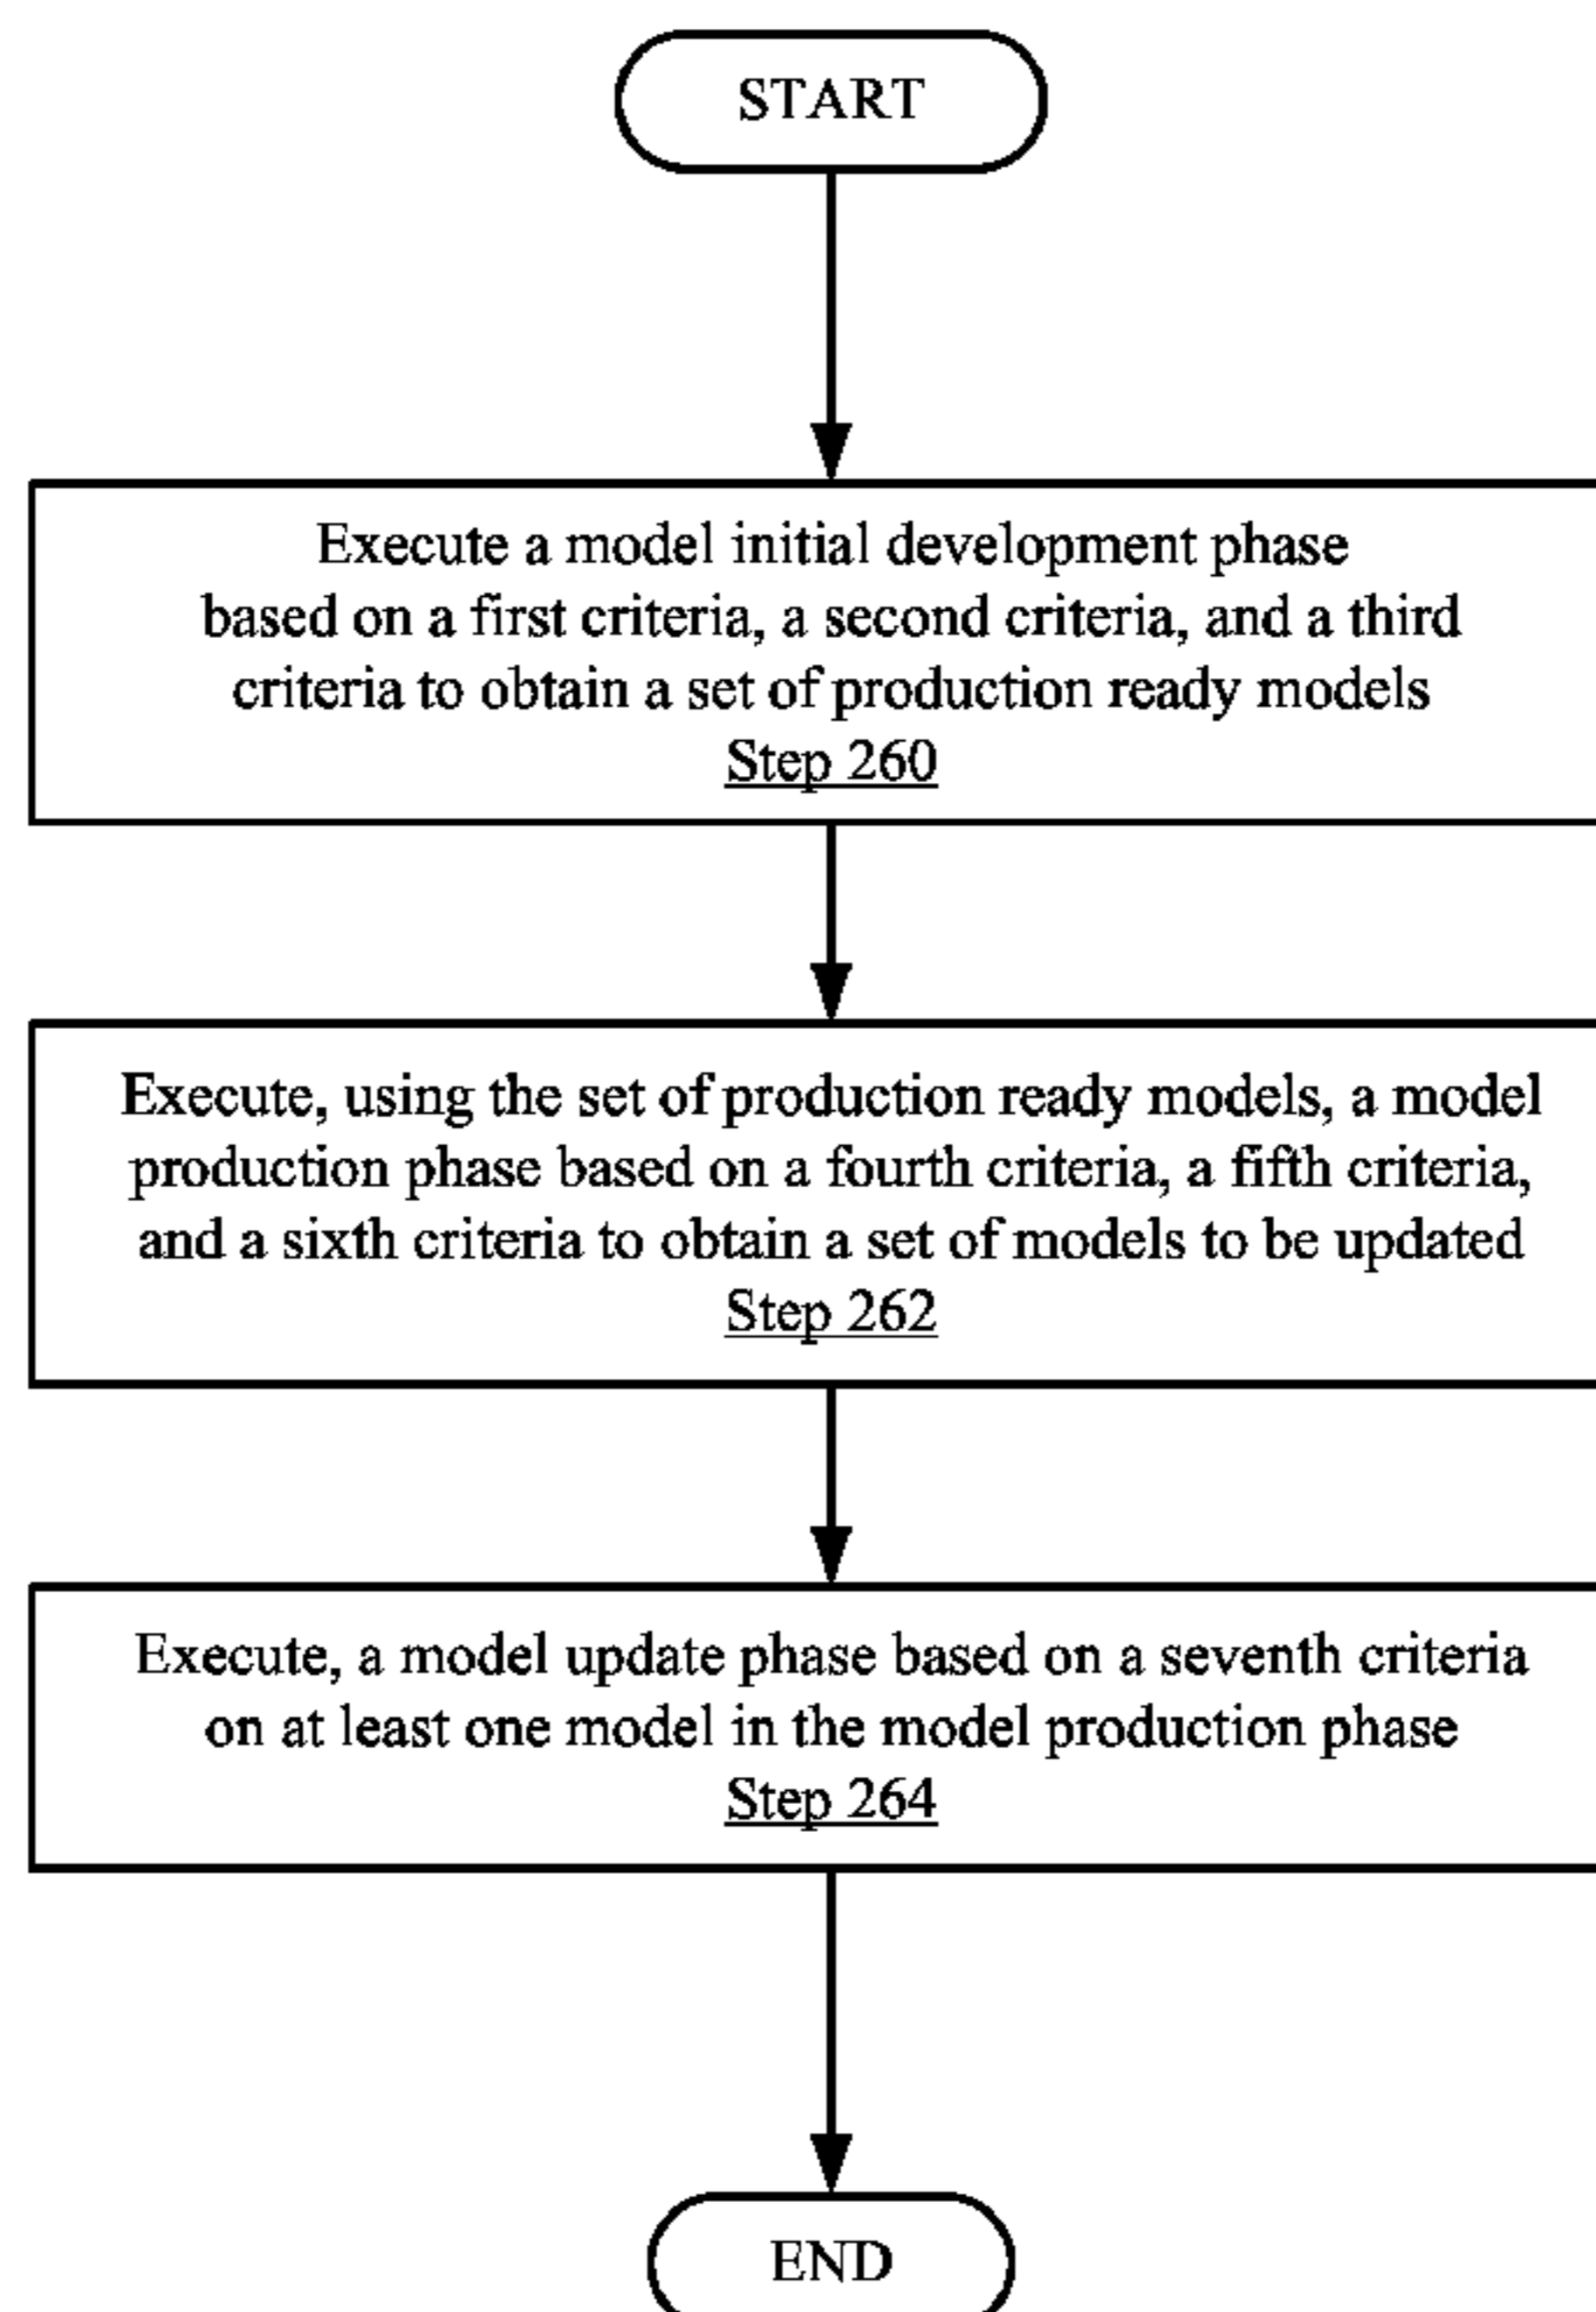 START
Execute a model initial development phase
based on a first criteria, a second criteria, and a third
criteria to obtain a set of production ready models
Step 260
Execute, using the set of production ready models, a model
production phase based on a fourth criteria, a fifth criteria,
and a sixth criteria to obtain a set of models to be updated
Step 262
Execute, a model update phase based on a seventh criteria
on at least one model in the model production phase
Step 264
END